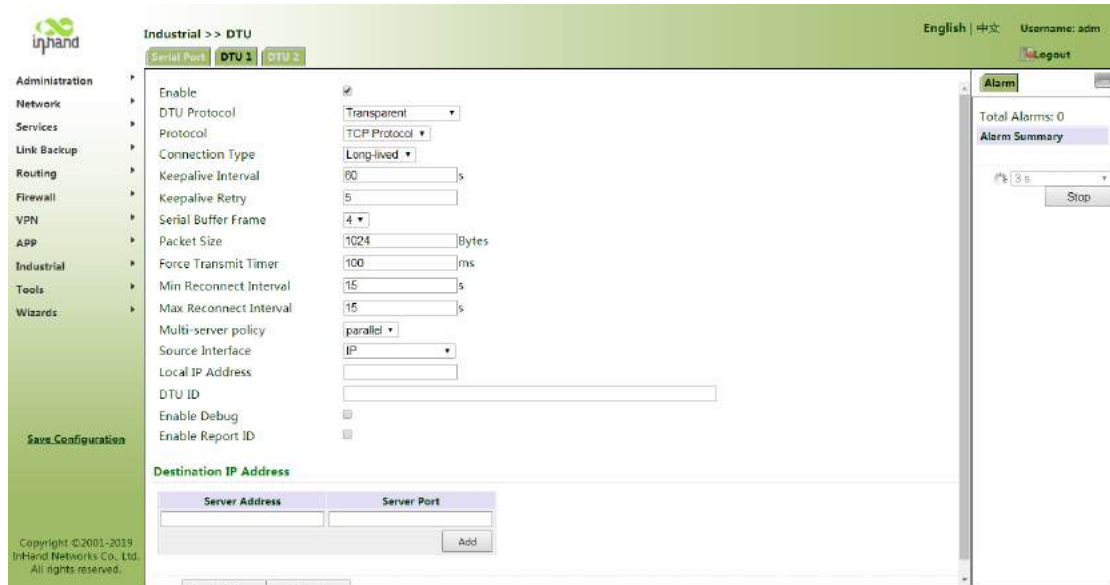 inhand
Industrial >> DTU
English | 中文 Username: adm
Logout
Serial Port DTU 1 DTU 2
Administration
Network
Services
Link Backup
Routing
Firewall
VPN
APP
Industrial
Tools
Wizards
Save Configuration
Copyright ©2001-2019
InHand Networks Co., Ltd.
All rights reserved.
Enable
DTU Protocol Transparent
Protocol TCP Protocol
Connection Type Long-lived
Keepalive Interval 60 s
Keepalive Retry 5
Serial Buffer Frame 4
Packet Size 1024 Bytes
Force Transmit Timer 100 ms
Min Reconnect Interval 15 s
Max Reconnect Interval 15 s
Multi-server policy parallel
Source Interface IP
Local IP Address
DTU ID
Enable Debug
Enable Report ID
Destination IP Address
Server Address Server Port
Add
Alarm
Total Alarms: 0
Alarm Summary
3 s
Stop